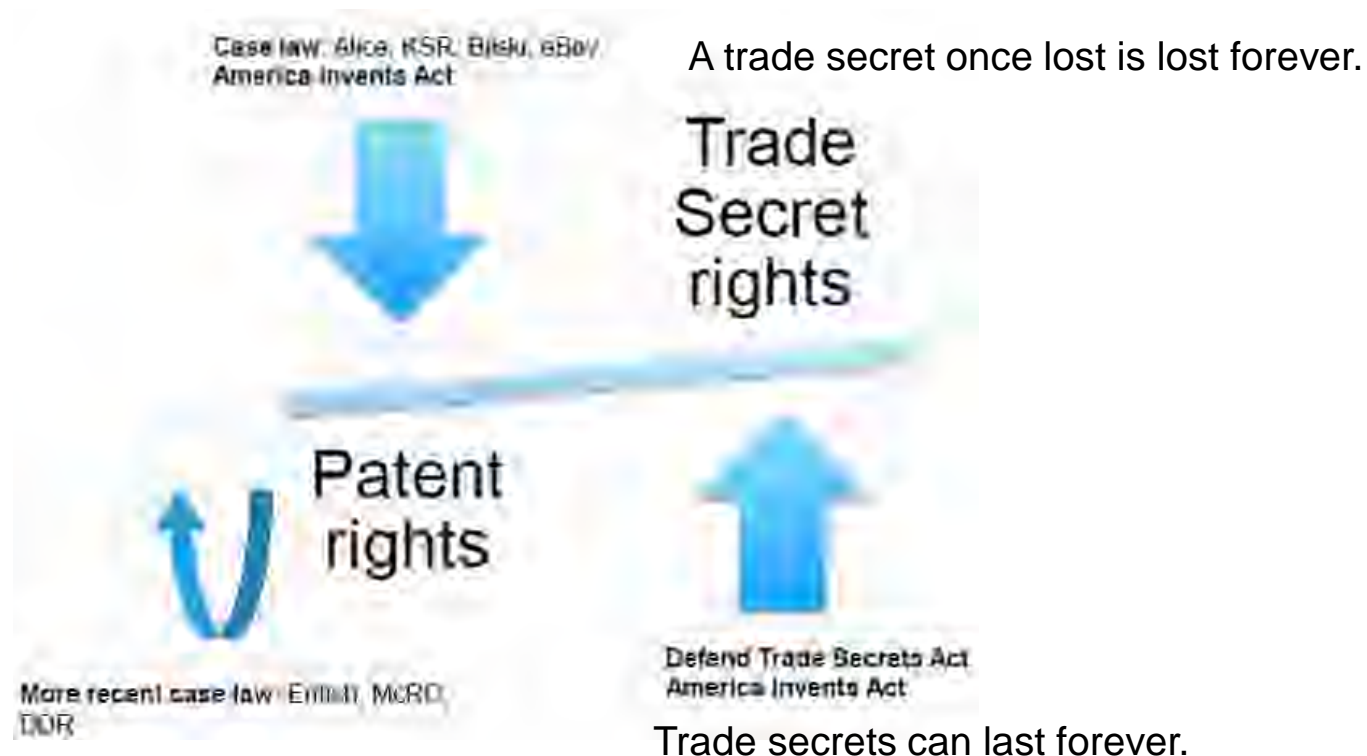 Case law: Alice, KSR, Bilski, eBay
America Invents Act
A trade secret once lost is lost forever.
Trade
Secret
rights
Patent
rights
Defend Trade Secrets Act
America Invents Act
More recent case law: Enfish, McRO,
DDR
Trade secrets can last forever.